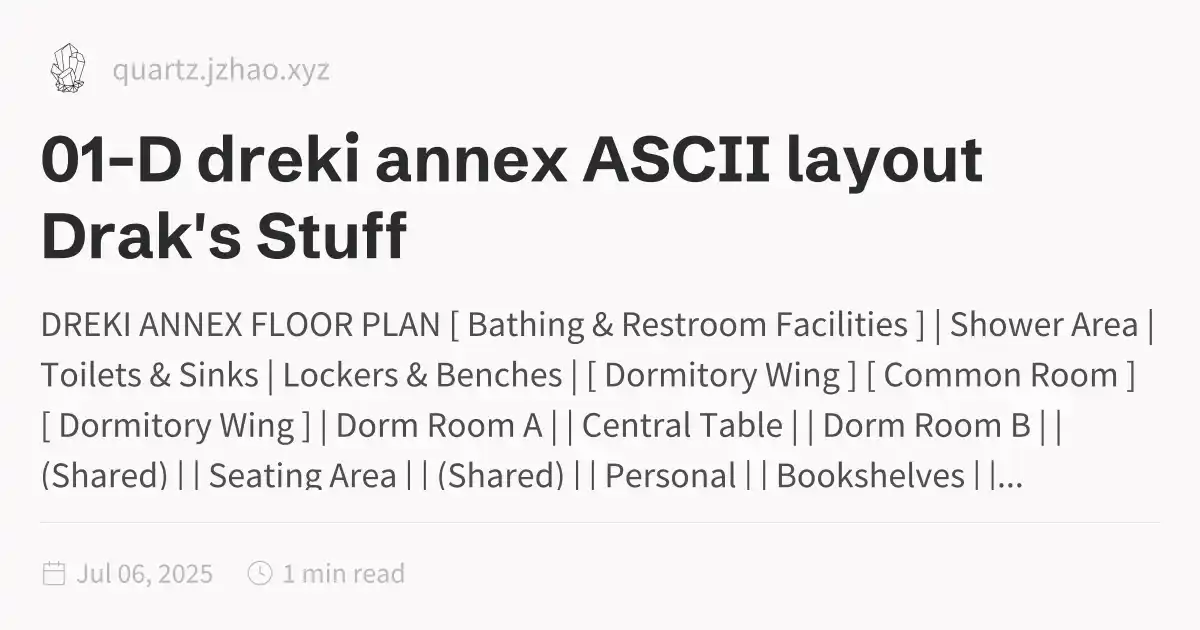 quartz.jzhao.xyz
01-D dreki annex ASCII layout
Drak's Stuff
DREKI ANNEX FLOOR PLAN [ Bathing & Restroom Facilities ] | Shower Area |
Toilets & Sinks | Lockers & Benches | [ Dormitory Wing ] [ Common Room ]
[ Dormitory Wing ] | Dorm Room A | | Central Table | | Dorm Room B | |
(Shared) | | Seating Area | | (Shared) | | Personal | | Bookshelves | |...
Jul 06, 2025
1 min read